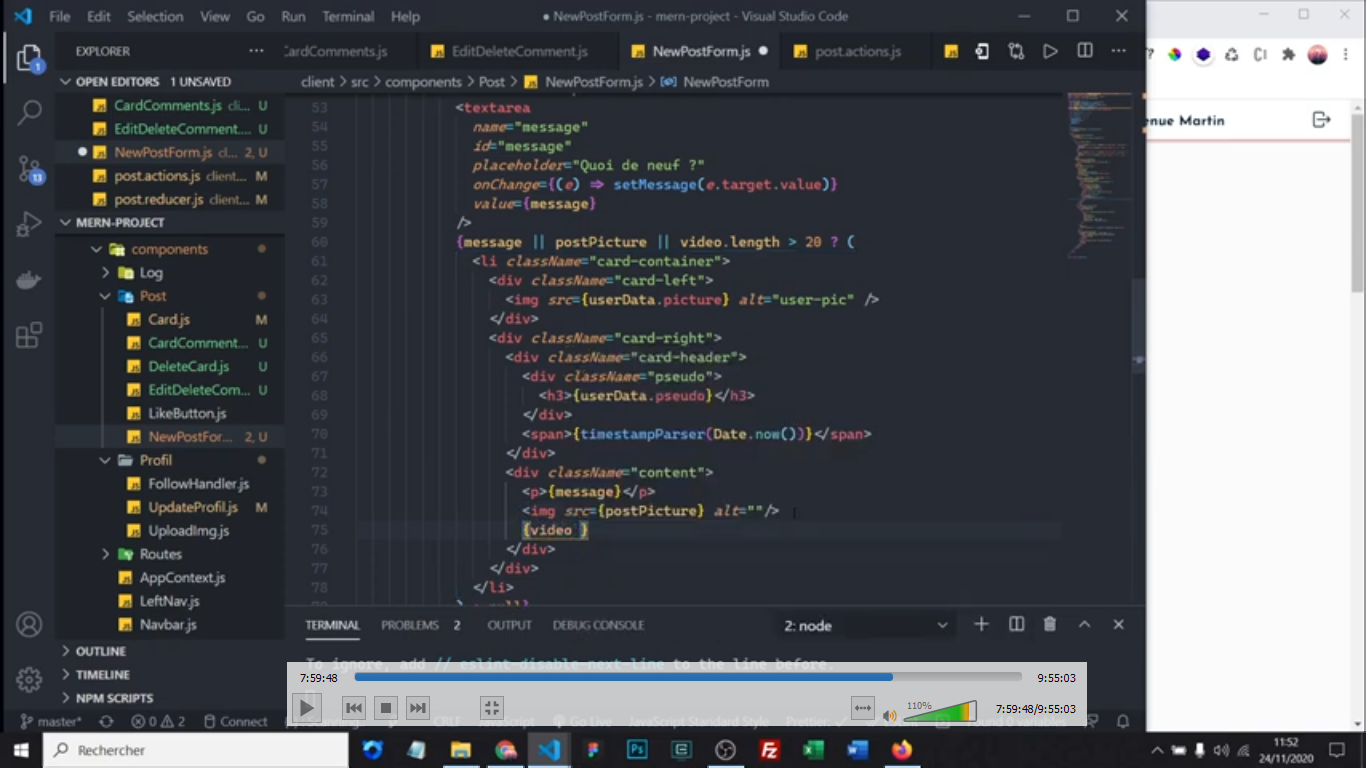 File Edit Selection View Go Run Terminal Help
● NewPostForm.js - mern-project - Visual Studio Code
EXPLORER
CardComments.js EditDeleteComment.js NewPostForm.js ● post.actions.js
OPEN EDITORS 1 UNSAVED
client > src > components > Post > NewPostForm.js > NewPostForm
CardComments.js cli... U
EditDeleteComment.... U
NewPostForm.js cl... 2, U
post.actions.js client... M
post.reducer.js client... M
MERN-PROJECT
components
Log
Post
Card.js M
CardComment... U
DeleteCard.js U
EditDeleteCom... U
LikeButton.js
NewPostFor... 2, U
Profil
FollowHandler.js
UpdateProfil.js M
UploadImg.js
Routes
AppContext.js
LeftNav.js
Navbar.js
OUTLINE
TIMELINE
NPM SCRIPTS
53 <textarea
54 name="message"
55 id="message"
56 placeholder="Quoi de neuf ?"
57 onChange={(e) => setMessage(e.target.value)}
58 value={message}
59 />
60 {message || postPicture || video.length > 20 ? (
61 <li className="card-container">
62 <div className="card-left">
63 <img src={userData.picture} alt="user-pic" />
64 </div>
65 <div className="card-right">
66 <div className="card-header">
67 <div className="pseudo">
68 <h3>{userData.pseudo}</h3>
69 </div>
70 <span>{timestampParser(Date.now())}</span>
71 </div>
72 <div className="content">
73 <p>{message}</p>
74 <img src={postPicture} alt=""/>
75 {video }
76 </div>
77 </div>
78 </li>
TERMINAL PROBLEMS 2 OUTPUT DEBUG CONSOLE 2: node
To ignore, add // eslint-disable-next-line to the line before.
7:59:48 9:55:03
110% 7:59:48/9:55:03
master* 0 2 Connect CRLF JavaScript Go Live JavaScript Standard Style Prettier: ✓ Found 0 variables
enue Martin
Rechercher
11:52
24/11/2020
1
13